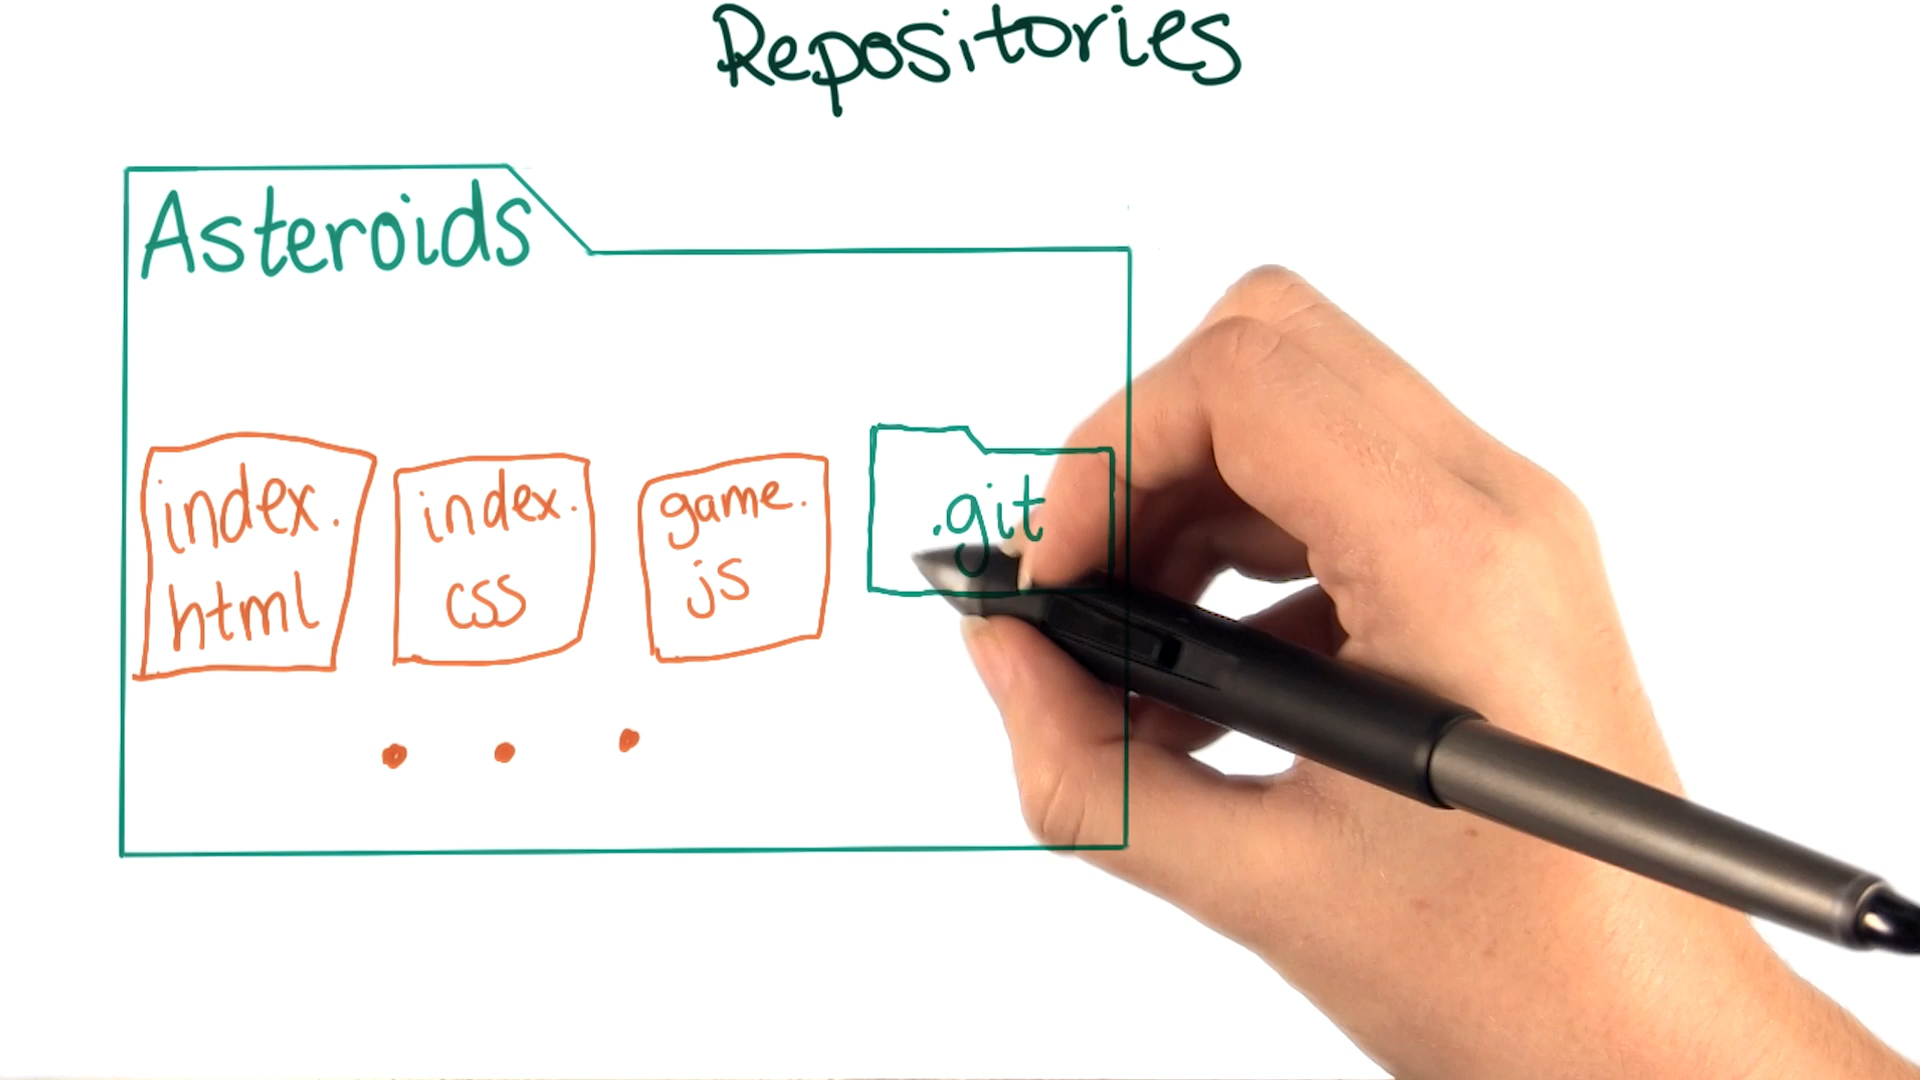 Repositories
Asteroids
index.
html
index.
css
game.
js
.git